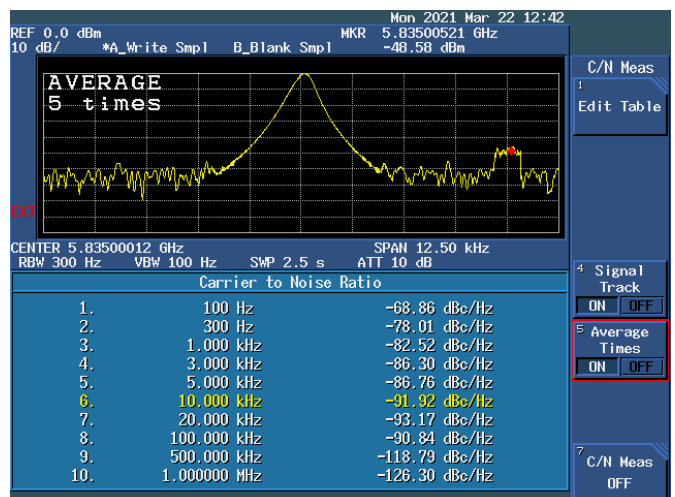 Mon 2021 Mar 22 12:42
REF 0.0 dBm MKR 5.83500521 GHz
10 dB/ *A_Write Smpl B_Blank Smpl -48.58 dBm
AVERAGE
5 times
EXT
CENTER 5.83500012 GHz SPAN 12.50 kHz
RBW 300 Hz VBW 100 Hz SWP 2.5 s ATT 10 dB
Carrier to Noise Ratio
1. 100 Hz -68.86 dBc/Hz
2. 300 Hz -78.01 dBc/Hz
3. 1.000 kHz -82.52 dBc/Hz
4. 3.000 kHz -86.30 dBc/Hz
5. 5.000 kHz -86.76 dBc/Hz
6. 10.000 kHz -91.92 dBc/Hz
7. 20.000 kHz -93.17 dBc/Hz
8. 100.000 kHz -90.84 dBc/Hz
9. 500.000 kHz -118.79 dBc/Hz
10. 1.000000 MHz -126.30 dBc/Hz
C/N Meas
1
Edit Table
4 Signal
Track
ON OFF
5 Average
Times
ON OFF
7
C/N Meas
OFF